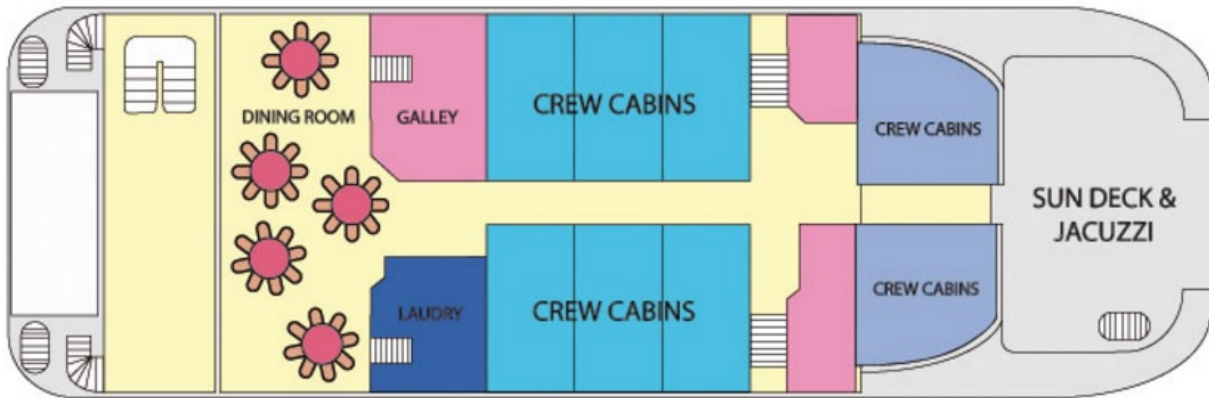 DINING ROOM
GALLEY
CREW CABINS
CREW CABINS
SUN DECK &
JACUZZI
LAUDRY
CREW CABINS
CREW CABINS